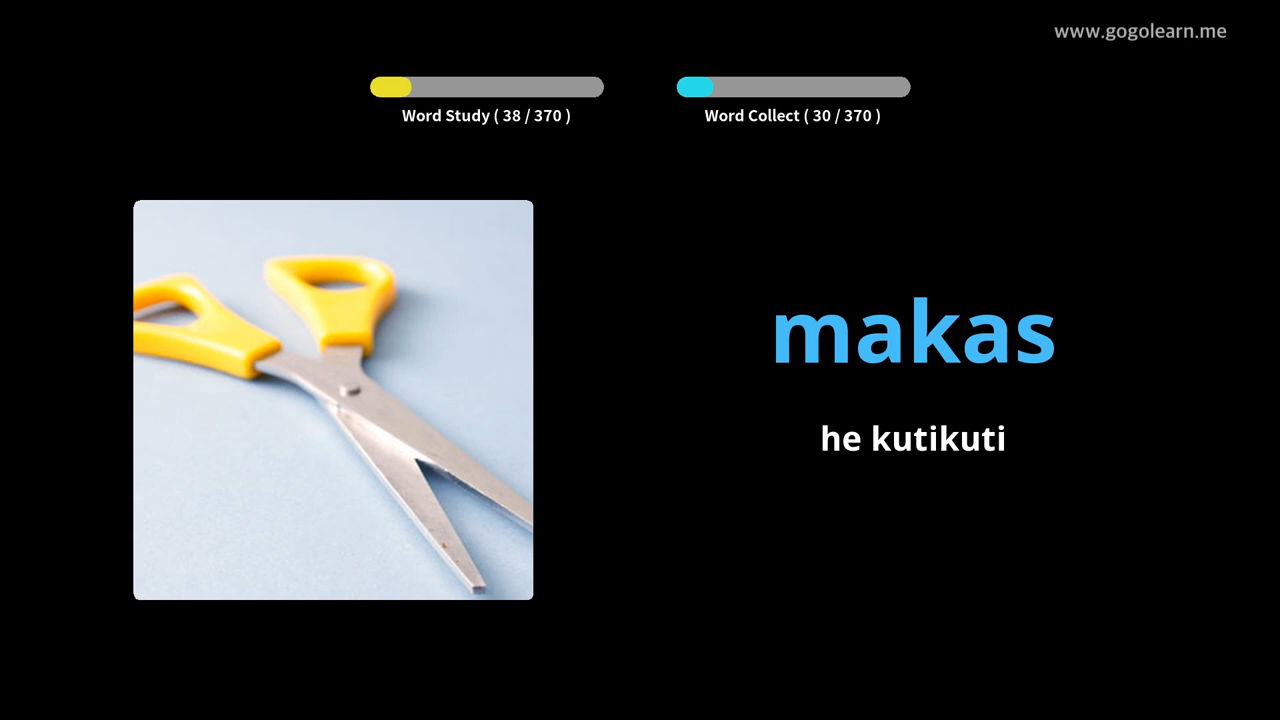 www.gogolearn.me
Word Study ( 38 / 370 )
Word Collect ( 30 / 370 )
makas
he kutikuti